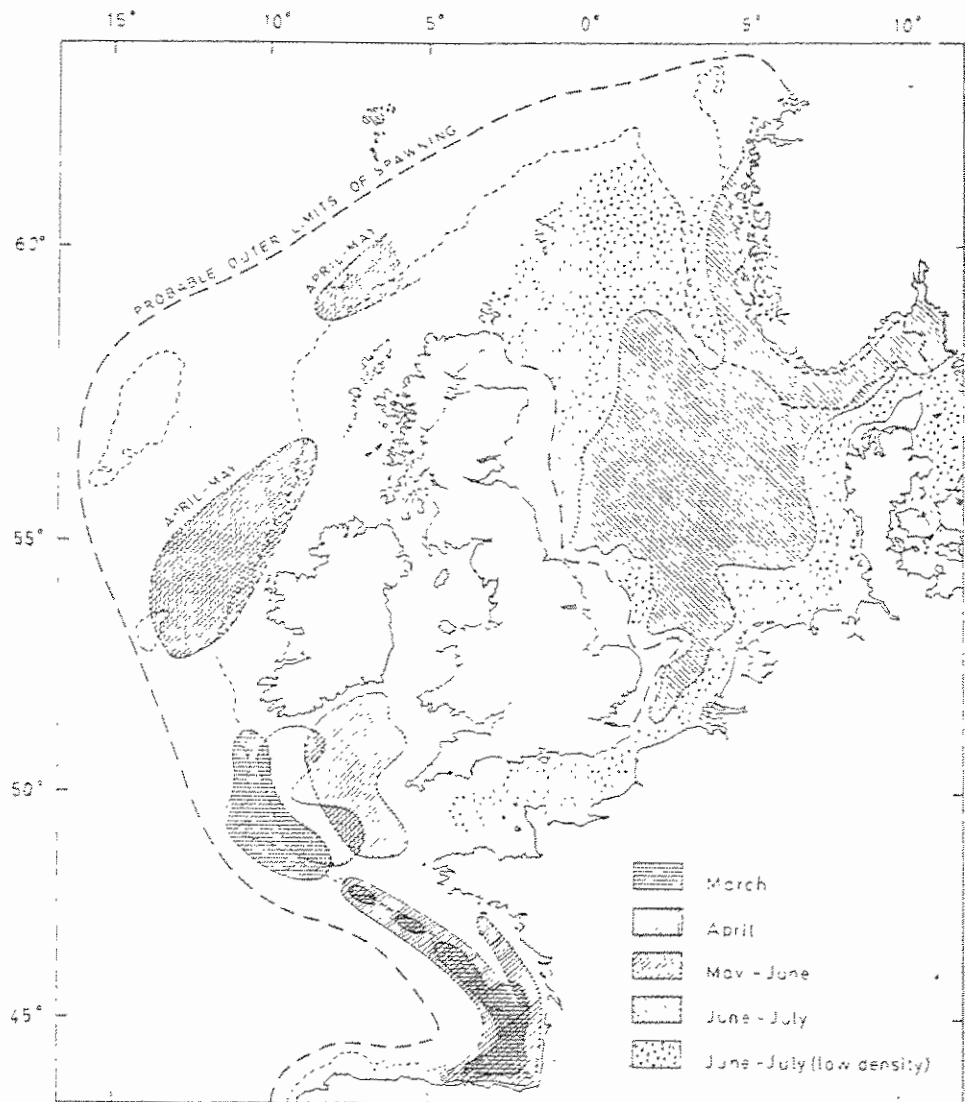 15° 10° 5° 0° 5° 10°
PROBABLE OUTER LIMITS OF SPAWNING
60°
APRIL-MAY
APRIL-MAY
55°
50°
45°
March
April
May - June
June - July
June - July (low density)